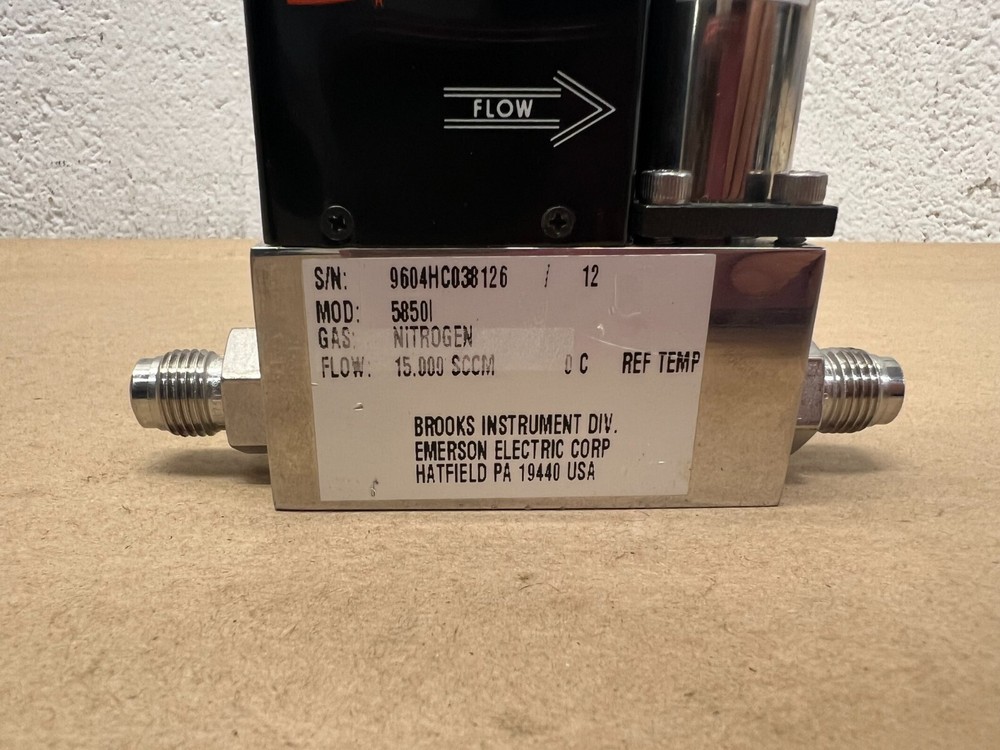 FLOW
S/N: 9604HC038126 / 12
MOD: 5850I
GAS: NITROGEN
FLOW: 15.000 SCCM 0 C REF TEMP
BROOKS INSTRUMENT DIV.
EMERSON ELECTRIC CORP
HATFIELD PA 19440 USA